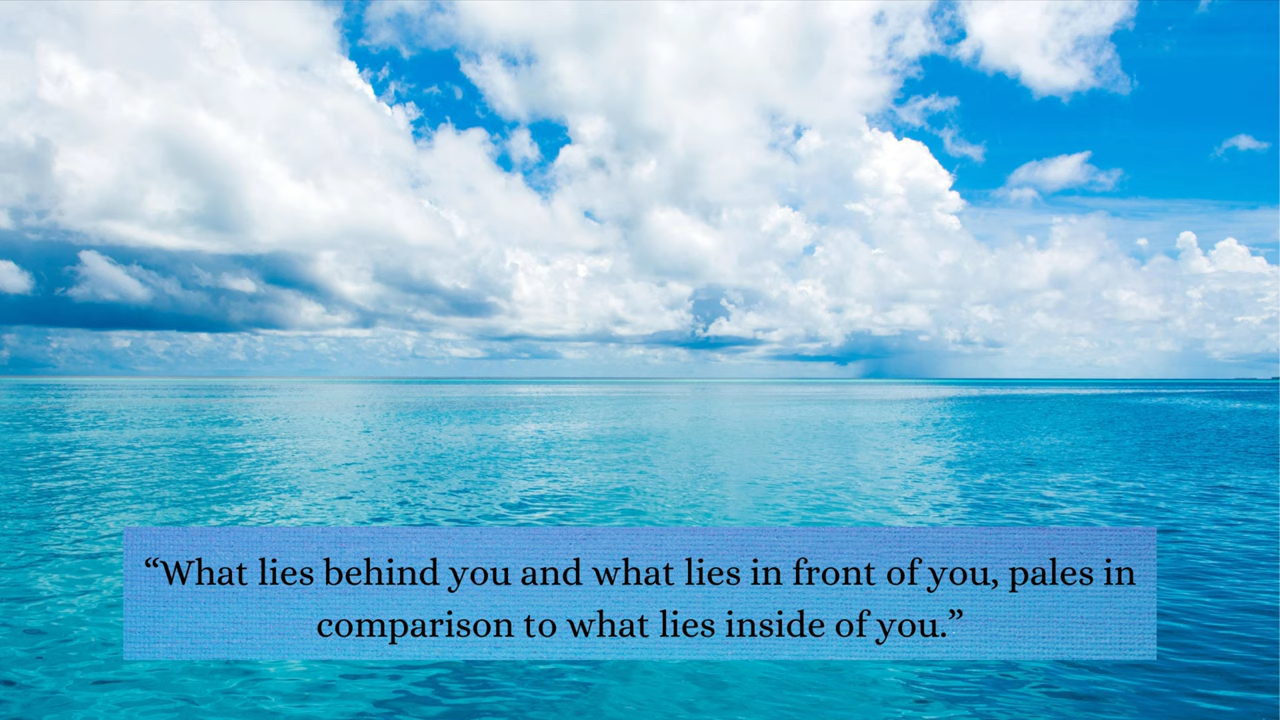 “What lies behind you and what lies in front of you, pales in
comparison to what lies inside of you.”